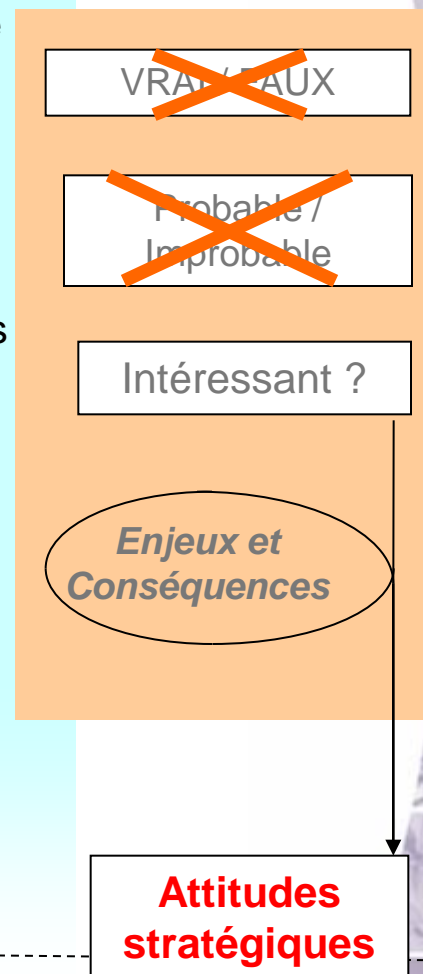 VRAI / FAUX
Probable /
Improbable
s
Intéressant ?
Enjeux et
Conséquences
Attitudes
stratégiques